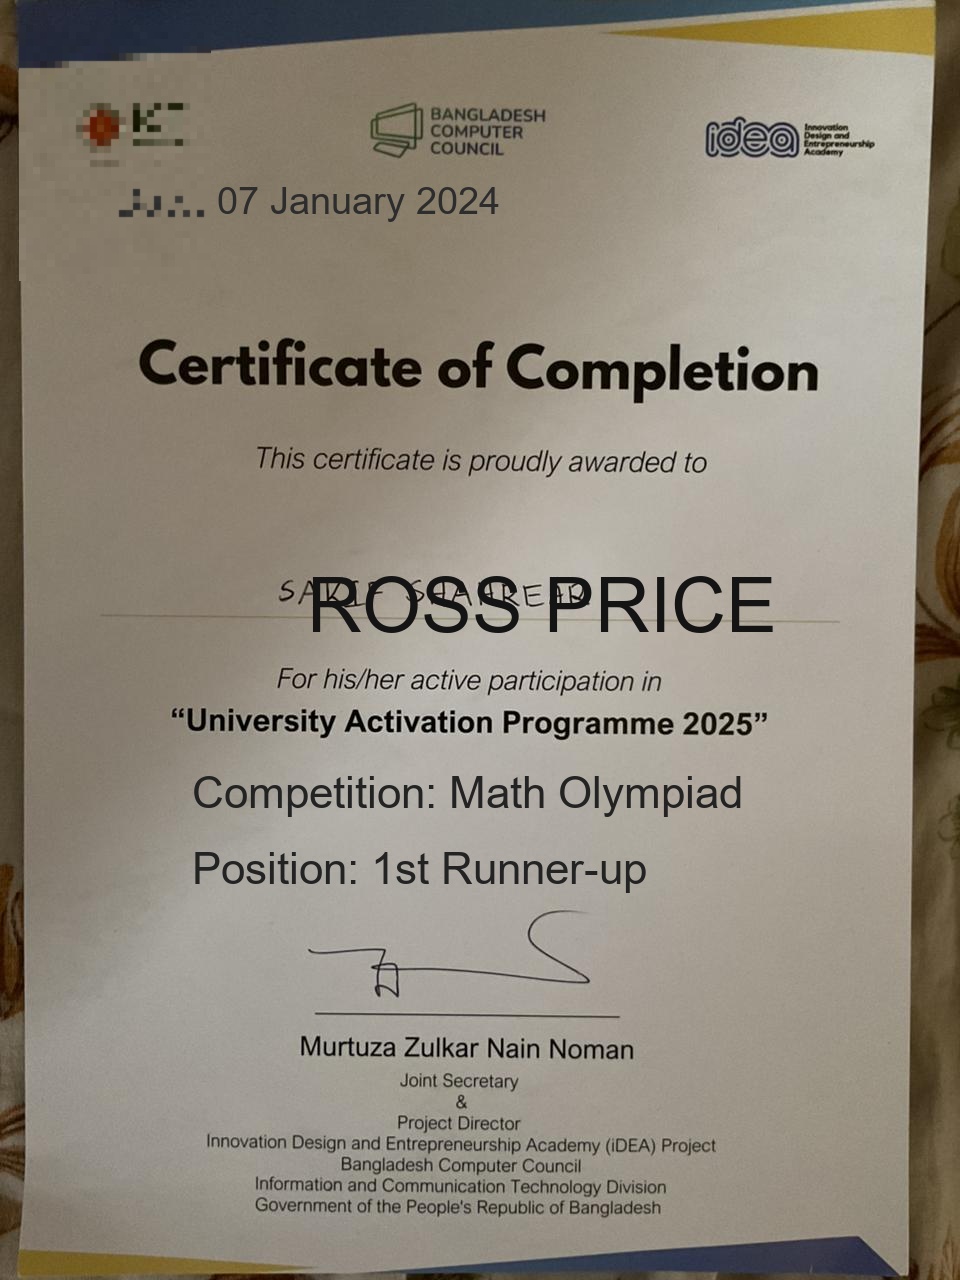 BANGLADESH
COMPUTER
COUNCIL
idea
Innovation
Design and
Entrepreneurship
Academy
07 January 2024
Certificate of Completion
This certificate is proudly awarded to
SAKIF SHAHREAR
ROSS PRICE
For his/her active participation in
“University Activation Programme 2025”
Competition: Math Olympiad
Position: 1st Runner-up
Murtuza Zulkar Nain Noman
Joint Secretary
&
Project Director
Innovation Design and Entrepreneurship Academy (iDEA) Project
Bangladesh Computer Council
Information and Communication Technology Division
Government of the People's Republic of Bangladesh